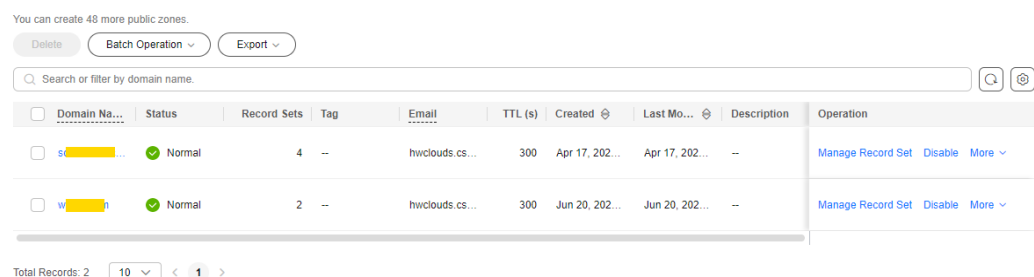 You can create 48 more public zones.
Delete Batch Operation Export
Search or filter by domain name.
Domain Na... Status Record Sets Tag Email TTL (s) Created Last Mo... Description Operation
Normal 4 -- hwclouds.cs... 300 Apr 17, 202... Apr 17, 202... -- Manage Record Set Disable More
Normal 2 -- hwclouds.cs... 300 Jun 20, 202... Jun 20, 202... -- Manage Record Set Disable More
Total Records: 2 10 1